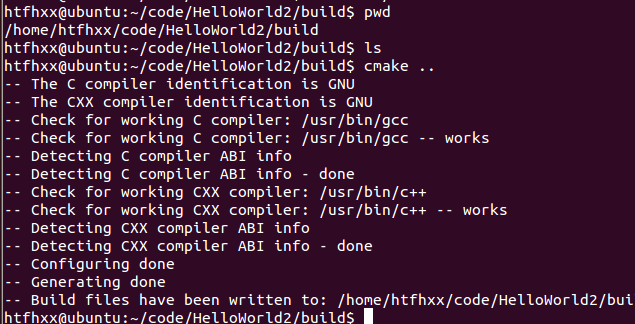 htfhxx@ubuntu:~/code/HelloWorld2/build$ pwd
/home/htfhxx/code/HelloWorld2/build
htfhxx@ubuntu:~/code/HelloWorld2/build$ ls
htfhxx@ubuntu:~/code/HelloWorld2/build$ cmake ..
-- The C compiler identification is GNU
-- The CXX compiler identification is GNU
-- Check for working C compiler: /usr/bin/gcc
-- Check for working C compiler: /usr/bin/gcc -- works
-- Detecting C compiler ABI info
-- Detecting C compiler ABI info - done
-- Check for working CXX compiler: /usr/bin/c++
-- Check for working CXX compiler: /usr/bin/c++ -- works
-- Detecting CXX compiler ABI info
-- Detecting CXX compiler ABI info - done
-- Configuring done
-- Generating done
-- Build files have been written to: /home/htfhxx/code/HelloWorld2/bui
htfhxx@ubuntu:~/code/HelloWorld2/build$